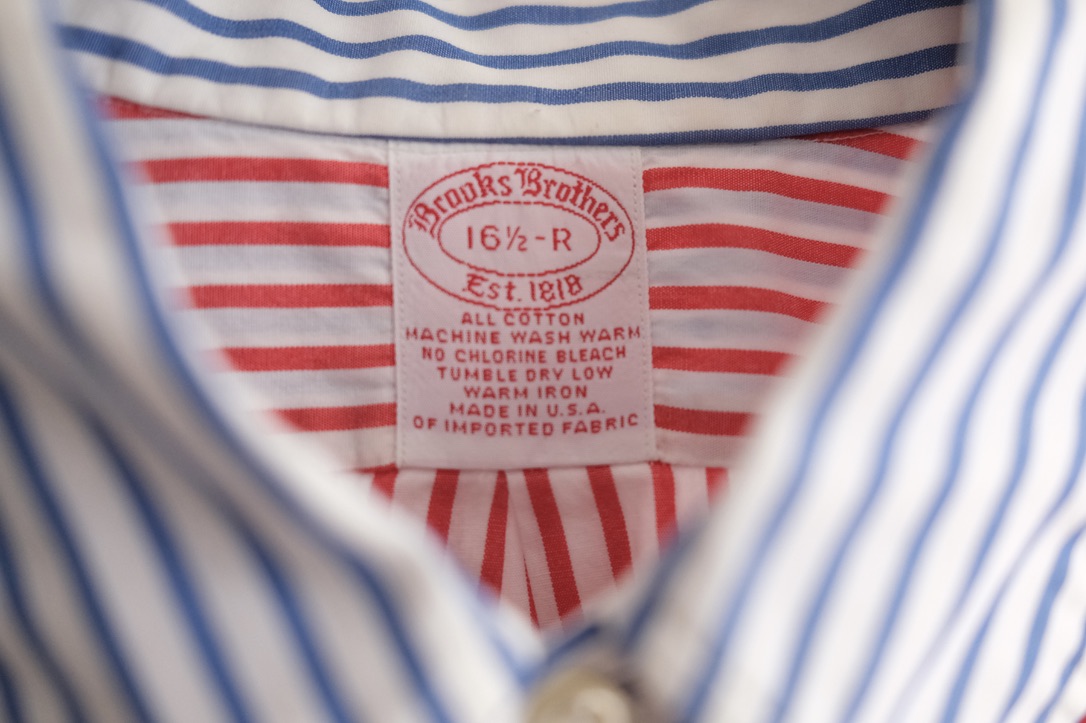 Brooks Brothers
16½-R
Est. 1818
ALL COTTON
MACHINE WASH WARM
NO CHLORINE BLEACH
TUMBLE DRY LOW
WARM IRON
MADE IN U.S.A.
OF IMPORTED FABRIC